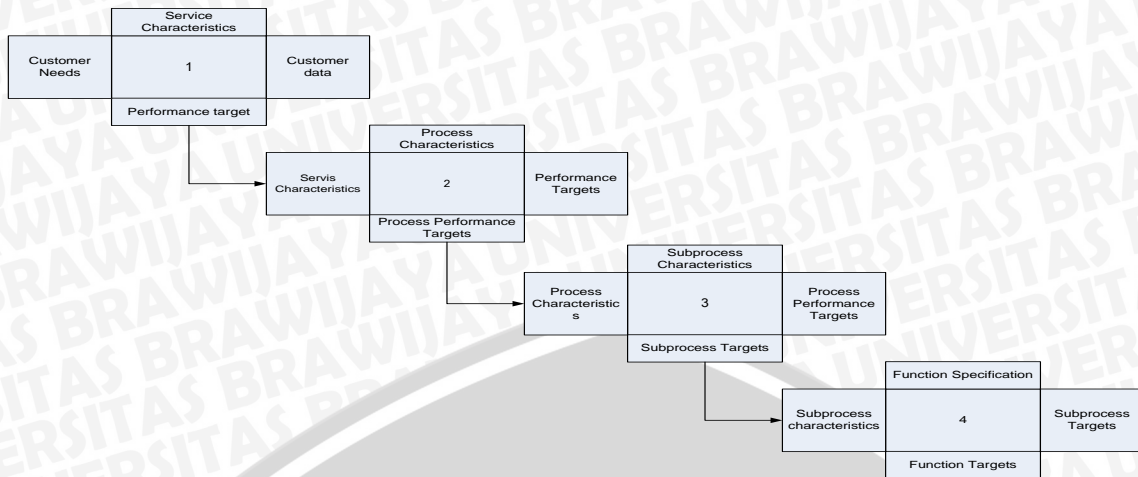 Service
Characteristics
Customer
Needs
1
Customer
data
Performance target
Process
Characteristics
Servis
Characteristics
2
Performance
Targets
Process Performance
Targets
Subprocess
Characteristics
Process
Characteristic
s
3
Process
Performance
Targets
Subprocess Targets
Function Specification
Subprocess
characteristics
4
Subprocess
Targets
Function Targets